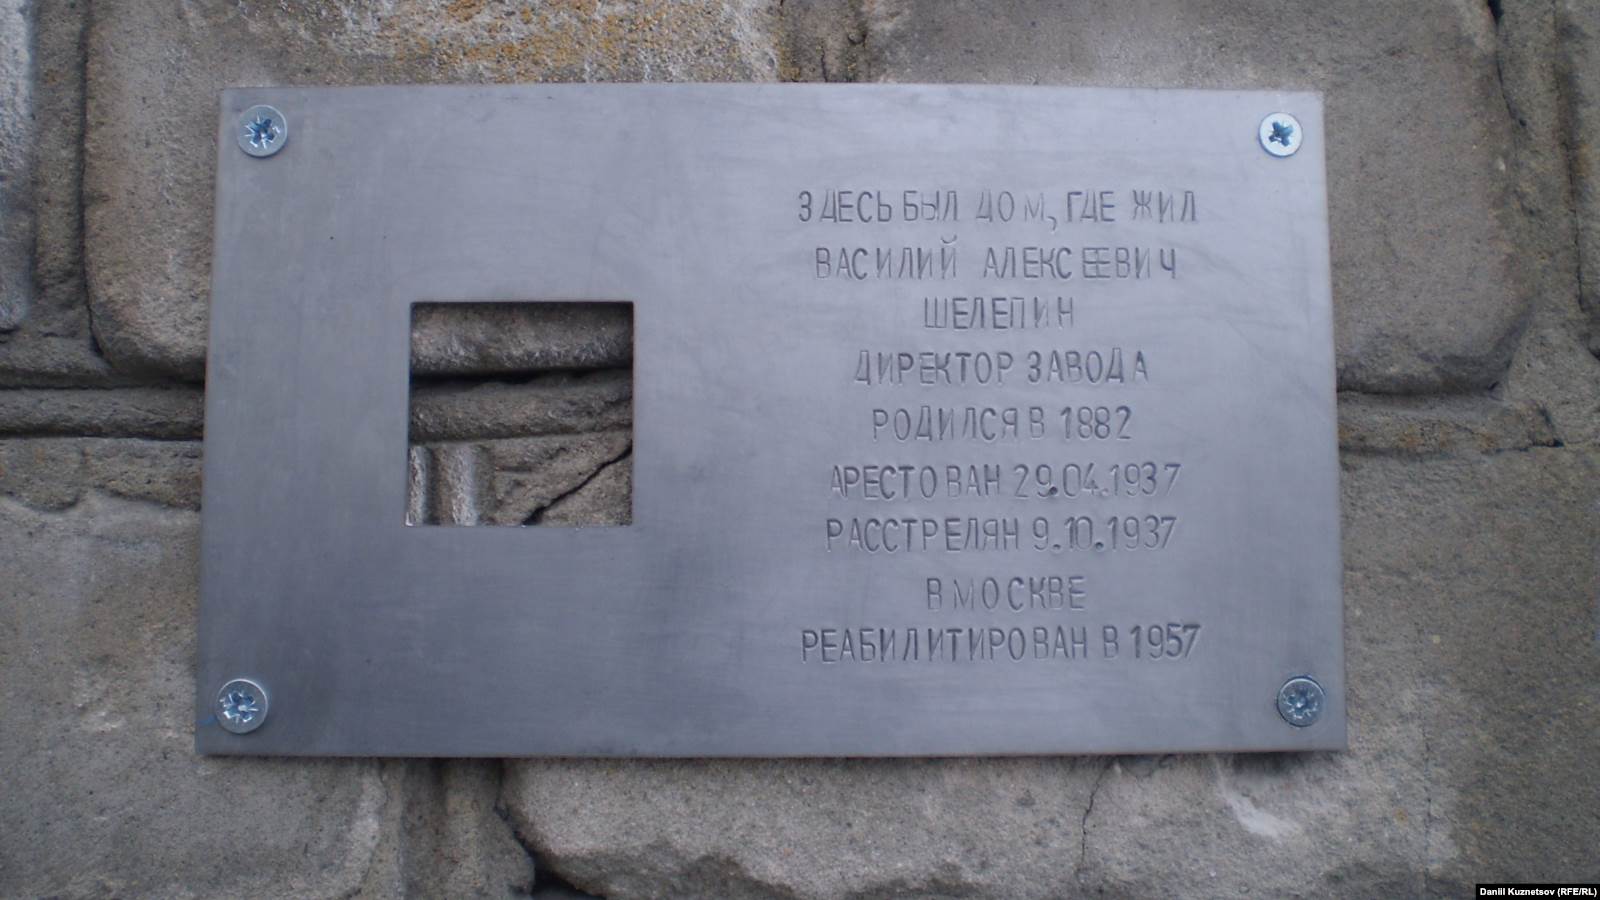 ЗДЕСЬ БЫЛ ДОМ, ГДЕ ЖИЛ
ВАСИЛИЙ АЛЕКСЕЕВИЧ
ШЕЛЕПИН
ДИРЕКТОР ЗАВОДА
РОДИЛСЯ В 1882
АРЕСТОВАН 29.04.1937
РАССТРЕЛЯН 9.10.1937
В МОСКВЕ
РЕАБИЛИТИРОВАН В 1957
Daniil Kuznetsov (RFE/RL)